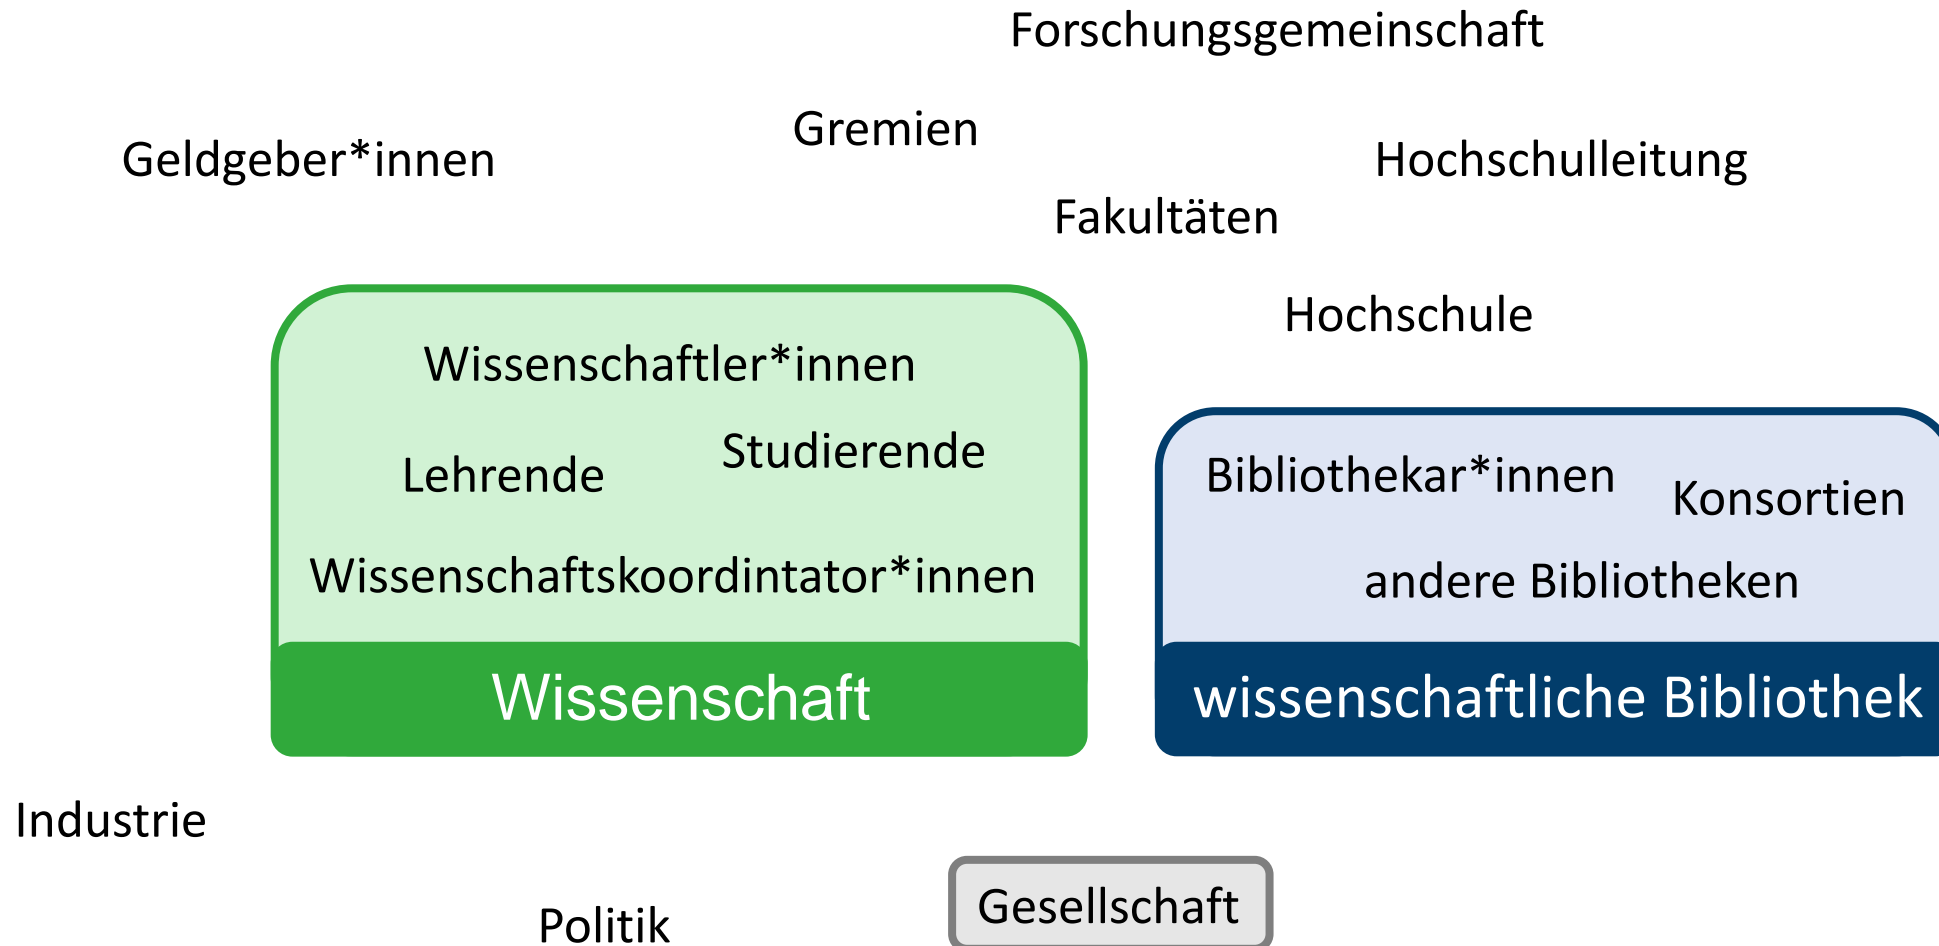 Forschungsgemeinschaft
Gremien
Geldgeber*innen
Hochschulleitung
Fakultäten
Hochschule
Wissenschaftler*innen
Studierende
Lehrende
Wissenschaftskoordintator*innen
Wissenschaft
Bibliothekar*innen
Konsortien
andere Bibliotheken
wissenschaftliche Bibliothek
Industrie
Gesellschaft
Politik